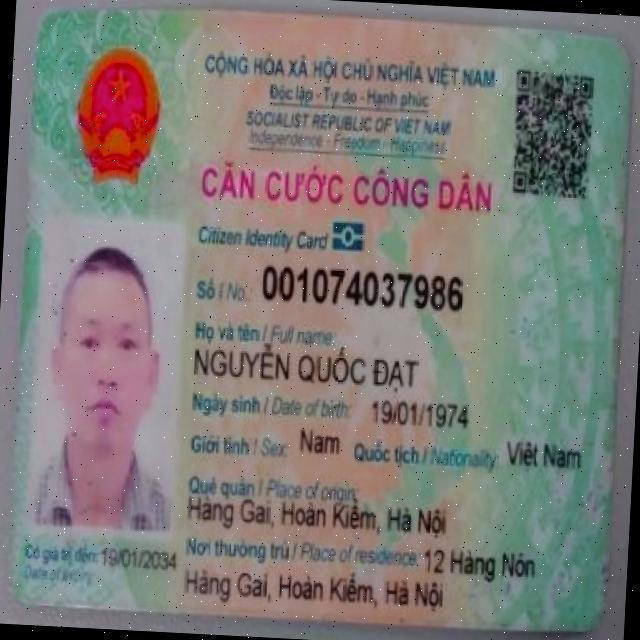 CỘNG HÒA XÃ HỘI CHỦ NGHĨA VIỆT NAM
Độc lập - Tự do - Hạnh phúc
SOCIALIST REPUBLIC OF VIET NAM
Independence - Freedom - Happiness
CĂN CƯỚC CÔNG DÂN
Citizen Identity Card
Số / No.: 001074037986
Họ và tên / Full name:
NGUYỄN QUỐC ĐẠT
Ngày sinh / Date of birth: 19/01/1974
Giới tính / Sex: Nam Quốc tịch / Nationality: Việt Nam
Quê quán / Place of origin:
Hàng Gai, Hoàn Kiếm, Hà Nội
Nơi thường trú / Place of residence: 12 Hàng Nón
Hàng Gai, Hoàn Kiếm, Hà Nội
Có giá trị đến: 19/01/2034
Date of expiry